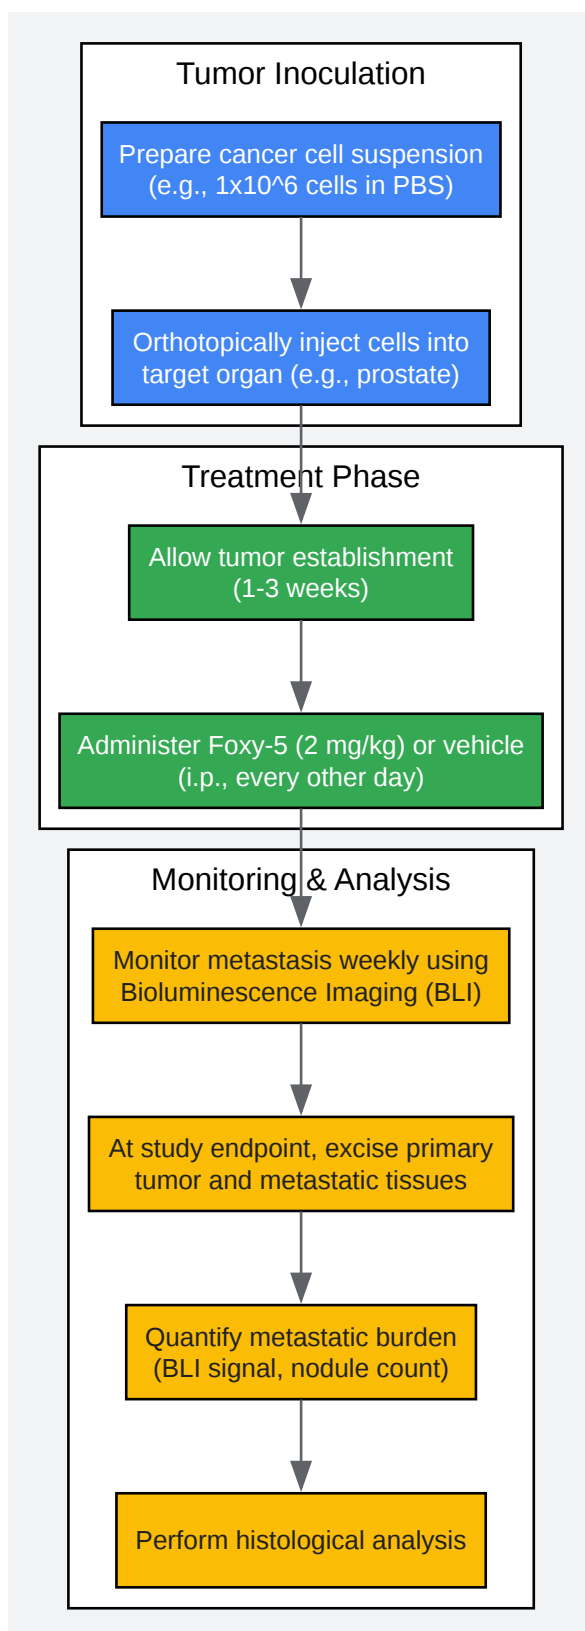 Tumor Inoculation
Prepare cancer cell suspension
(e.g., 1x10^6 cells in PBS)
Orthotopically inject cells into
target organ (e.g., prostate)
Treatment Phase
Allow tumor establishment
(1-3 weeks)
Administer Foxy-5 (2 mg/kg) or vehicle
(i.p., every other day)
Monitoring & Analysis
Monitor metastasis weekly using
Bioluminescence Imaging (BLI)
At study endpoint, excise primary
tumor and metastatic tissues
Quantify metastatic burden
(BLI signal, nodule count)
Perform histological analysis